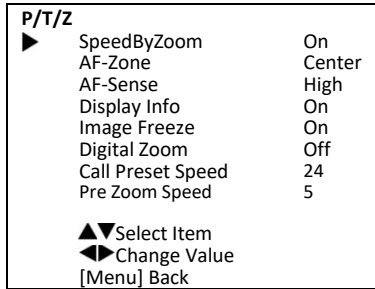 P/T/Z
▶ SpeedByZoom On
AF-Zone Center
AF-Sense High
Display Info On
Image Freeze On
Digital Zoom Off
Call Preset Speed 24
Pre Zoom Speed 5
▲▼Select Item
◀▶Change Value
[Menu] Back